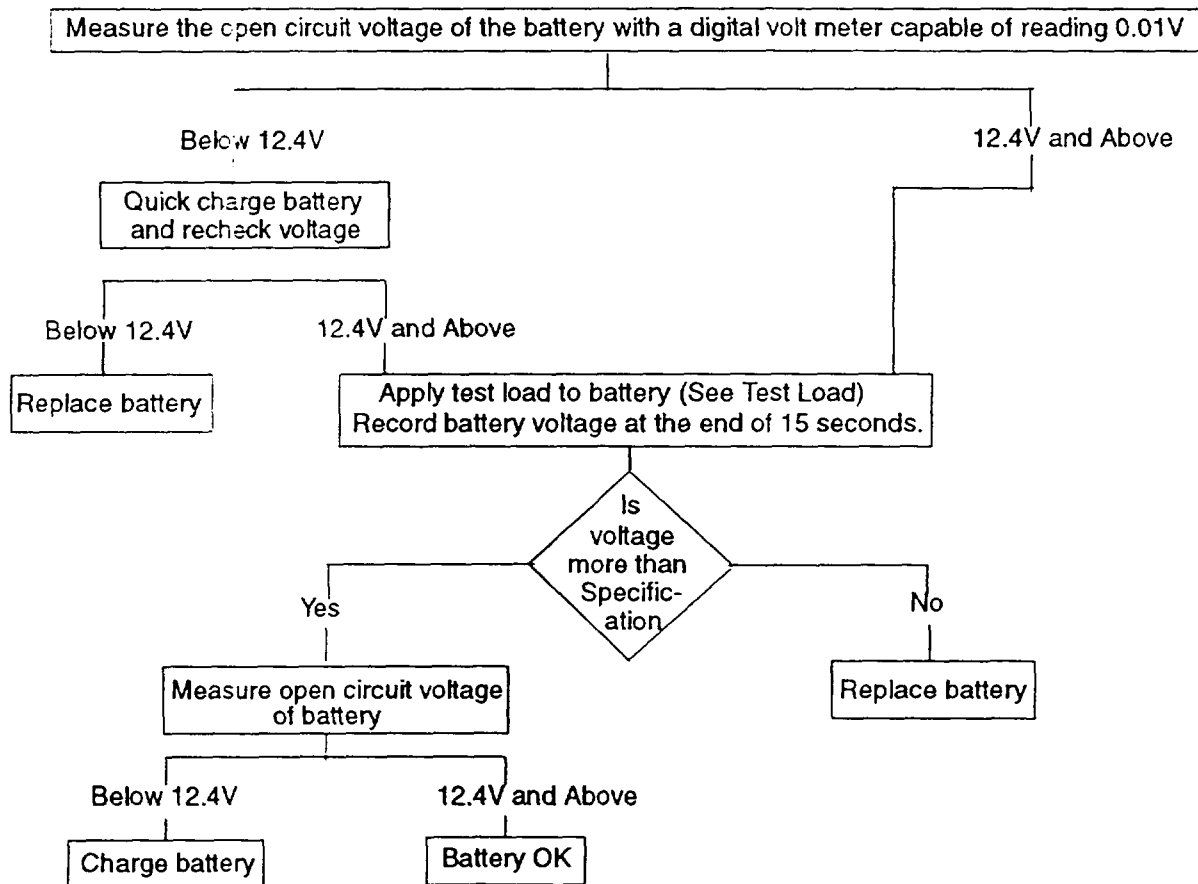 Measure the open circuit voltage of the battery with a digital volt meter capable of reading 0.01V
Below 12.4V
12.4V and Above
Quick charge battery
and recheck voltage
Below 12.4V
12.4V and Above
Replace battery
Apply test load to battery (See Test Load)
Record battery voltage at the end of 15 seconds.
Is
voltage
more than
Specific-
ation
Yes
No
Measure open circuit voltage
of battery
Replace battery
Below 12.4V
12.4V and Above
Charge battery
Battery OK